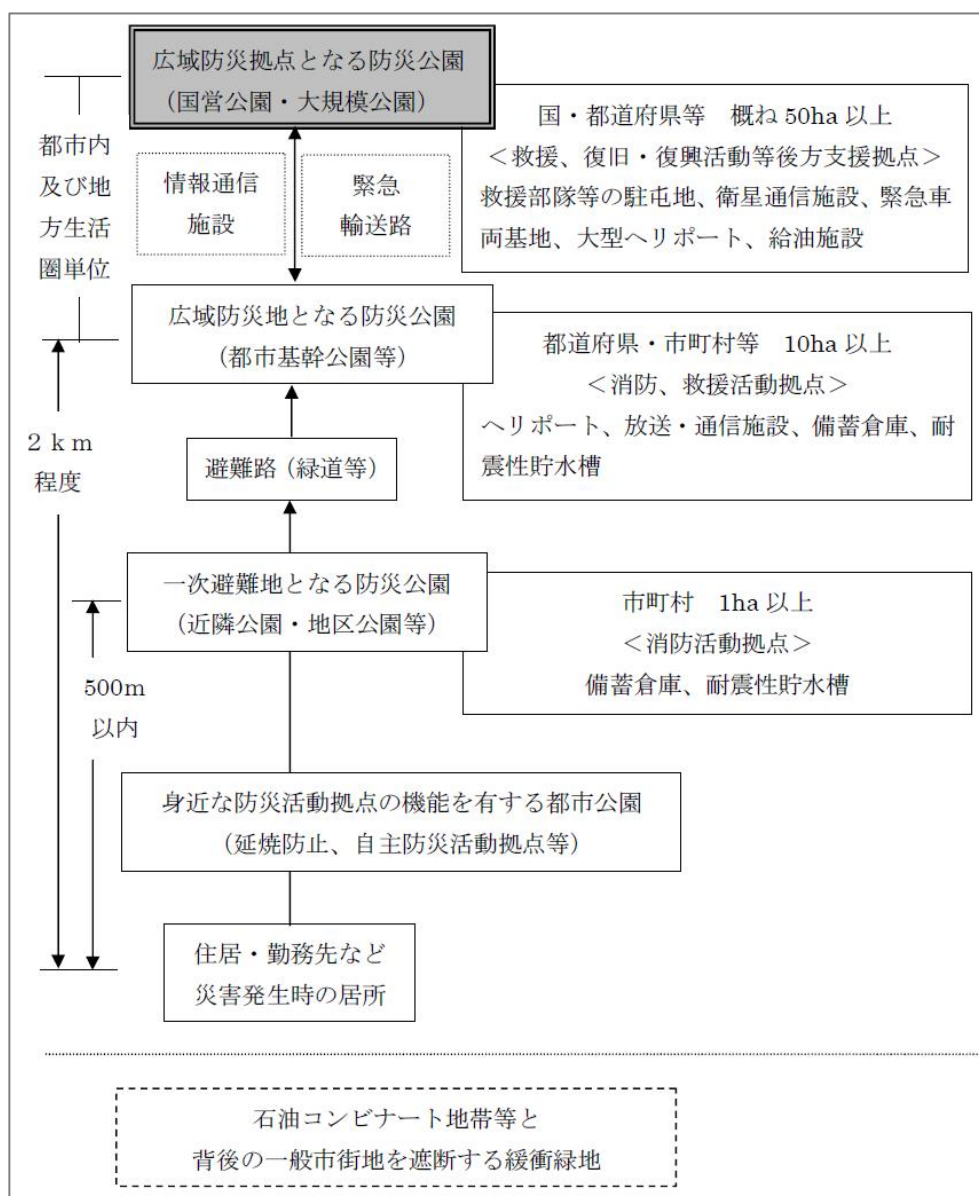 広域防災拠点となる防災公園
（国営公園・大規模公園）
都市内
及び地
方生活
圏単位
情報通信
施設
緊急
輸送路
国・都道府県等　概ね 50ha 以上
＜救援、復旧・復興活動等後方支援拠点＞
救援部隊等の駐屯地、衛星通信施設、緊急車
両基地、大型ヘリポート、給油施設
広域防災地となる防災公園
（都市基幹公園等）
都道府県・市町村等　10ha 以上
＜消防、救援活動拠点＞
ヘリポート、放送・通信施設、備蓄倉庫、耐
震性貯水槽
２ｋｍ
程度
避難路（緑道等）
一次避難地となる防災公園
（近隣公園・地区公園等）
市町村　1ha 以上
＜消防活動拠点＞
備蓄倉庫、耐震性貯水槽
500m
以内
身近な防災活動拠点の機能を有する都市公園
（延焼防止、自主防災活動拠点等）
住居・勤務先など
災害発生時の居所
石油コンビナート地帯等と
背後の一般市街地を遮断する緩衝緑地